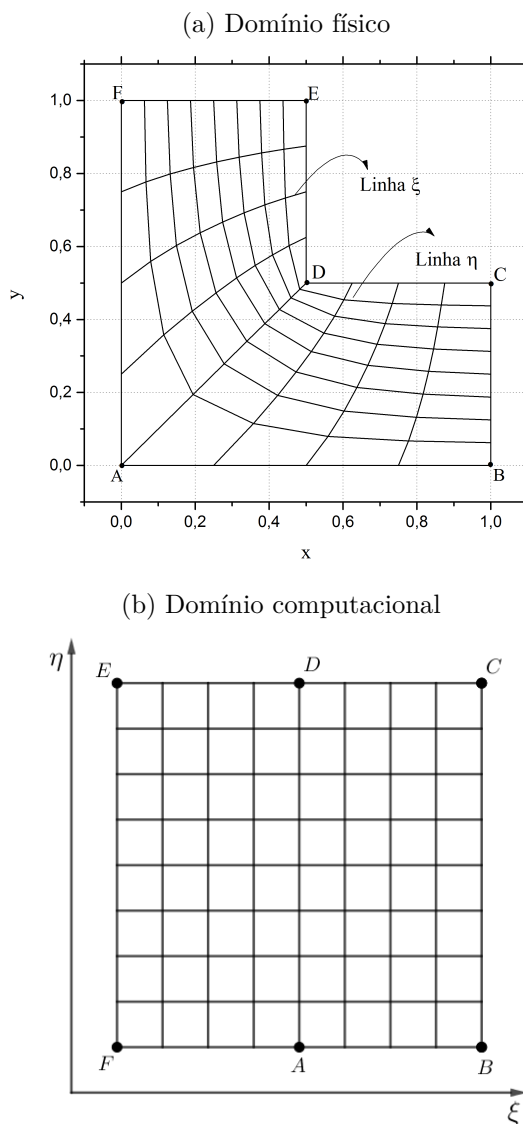 (a) Domínio físico
F
E
1,0
0,8
Linha ξ
0,6
Linha η
D
C
y
0,4
0,2
0,0
A
B
0,0 0,2 0,4 0,6 0,8 1,0
x
(b) Domínio computacional
η
E
D
C
F
A
B
ξ